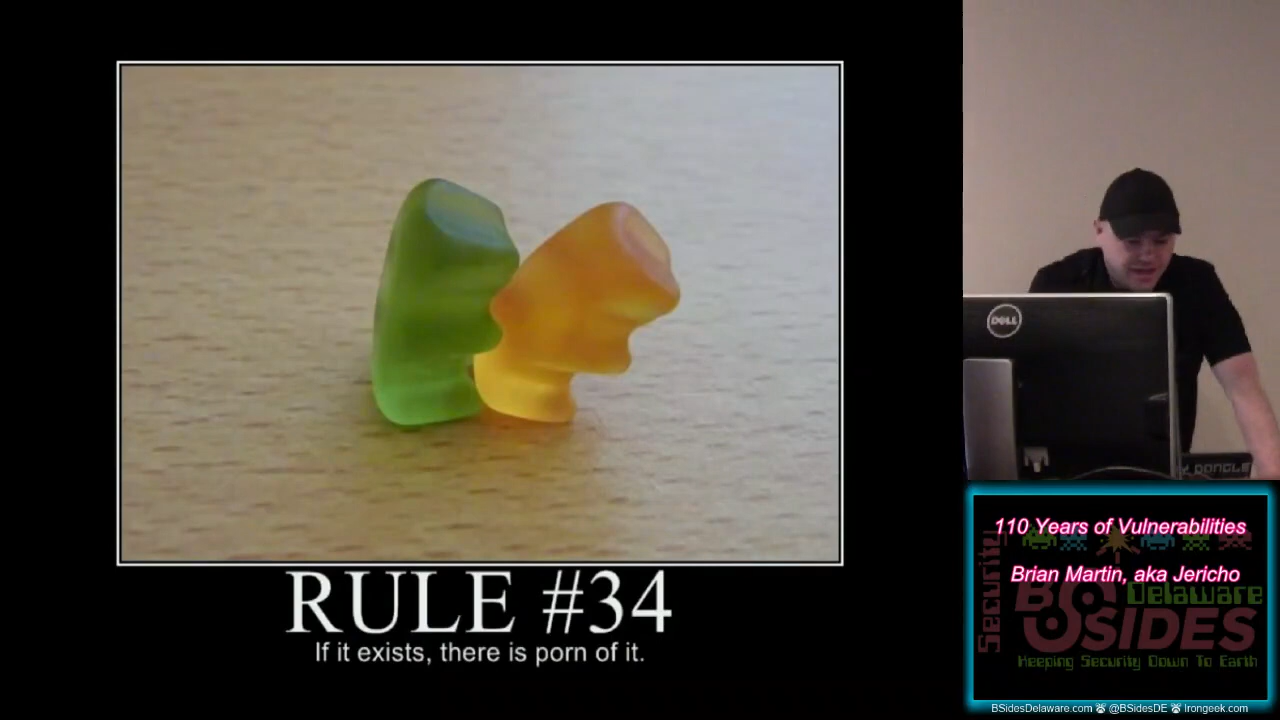 RULE #34
If it exists, there is porn of it.
DELL
DONGLE
110 Years of Vulnerabilities
Brian Martin, aka Jericho
Security
BSIDES
Delaware
Keeping Security Down To Earth
BSidesDelaware.com @BSidesDE Irongeek.com